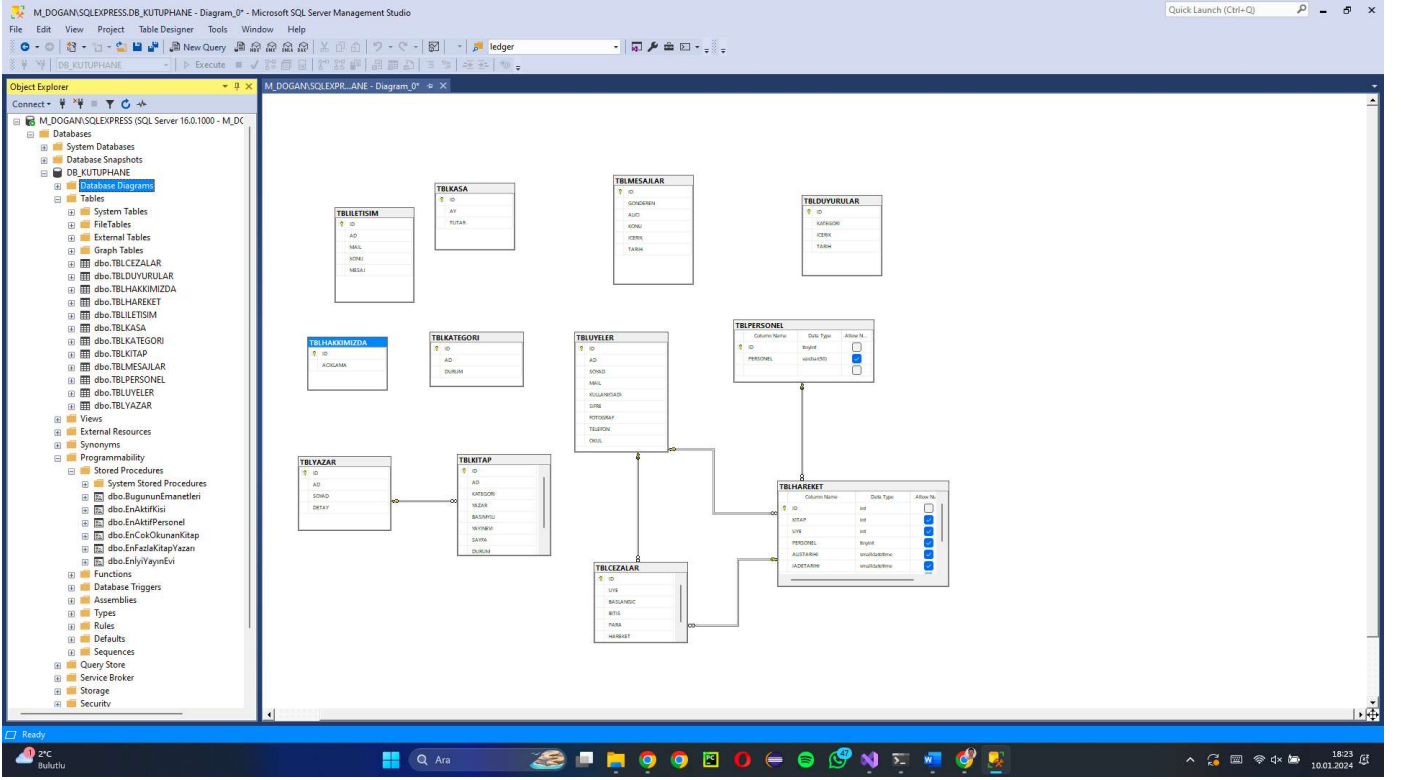 M_DOGAN\SQLEXPRESS.DB_KUTUPHANE - Diagram_0* - Microsoft SQL Server Management Studio
Quick Launch (Ctrl+Q)
File Edit View Project Table Designer Tools Window Help
New Query
ledger
DB_KUTUPHANE
Execute
Object Explorer
M_DOGAN\SQLEXPR...ANE - Diagram_0*
Connect
M_DOGAN\SQLEXPRESS (SQL Server 16.0.1000 - M_DO
Databases
System Databases
Database Snapshots
DB_KUTUPHANE
Database Diagrams
Tables
System Tables
FileTables
External Tables
Graph Tables
dbo.TBLCEZALAR
dbo.TBLDUYURULAR
dbo.TBLHAKKIMIZDA
dbo.TBLHAREKET
dbo.TBLILETISIM
dbo.TBLKASA
dbo.TBLKATEGORI
dbo.TBLKITAP
dbo.TBLMESAJLAR
dbo.TBLPERSONEL
dbo.TBLUYELER
dbo.TBLYAZAR
Views
External Resources
Synonyms
Programmability
Stored Procedures
System Stored Procedures
dbo.BugununEmanetleri
dbo.EnAktifKisi
dbo.EnAktifPersonel
dbo.EnCokOkunanKitap
dbo.EnFazlaKitapYazan
dbo.EnIyiYayınEvi
Functions
Database Triggers
Assemblies
Types
Rules
Defaults
Sequences
Query Store
Service Broker
Storage
Security
TBLILETISIM
ID
AD
MAIL
KONU
MESAJ
TBLKASA
ID
AY
TUTAR
TBLMESAJLAR
ID
GONDEREN
ALICI
KONU
ICERIK
TARIH
TBLDUYURULAR
ID
KATEGORI
ICERIK
TARIH
TBLHAKKIMIZDA
ID
ACIKLAMA
TBLKATEGORI
ID
AD
DURUM
TBLUYELER
ID
AD
SOYAD
MAIL
KULLANICIADI
SIFRE
FOTOGRAF
TELEFON
OKUL
TBLPERSONEL
Column Name Data Type Allow N...
ID tinyint
PERSONEL varchar(50)
TBLYAZAR
ID
AD
SOYAD
DETAY
TBLKITAP
ID
AD
KATEGORI
YAZAR
BASIMYILI
YAYINEVI
SAYFA
DURUM
TBLHAREKET
Column Name Data Type Allow Nu
ID int
KITAP int
UYE int
PERSONEL tinyint
ALISTARIHI smalldatetime
IADETARIHI smalldatetime
TBLCEZALAR
ID
UYE
BASLANGIC
BITIS
PARA
HAREKET
Ready
1
2°C
Bulutlu
Ara
47
18:23
10.01.2024